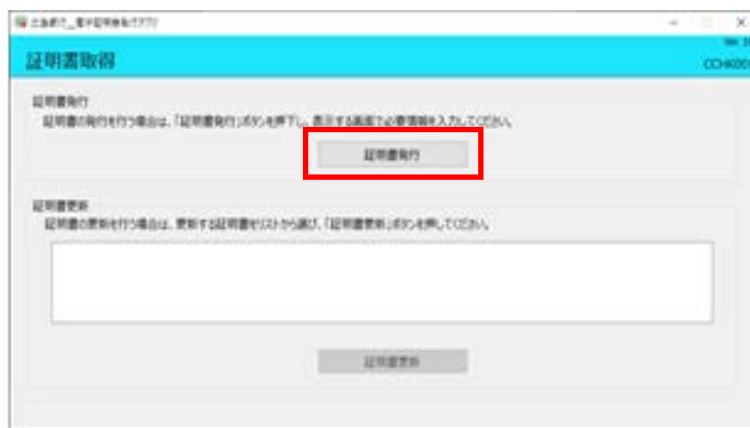 証明書取得
CCHK001
証明書発行
証明書の発行を行う場合は、「証明書発行」ボタンを押下し、表示する画面で必要情報を入力してください。
証明書発行
証明書更新
証明書の更新を行う場合は、更新する証明書をリストから選び、「証明書更新」ボタンを押してください。
証明書更新